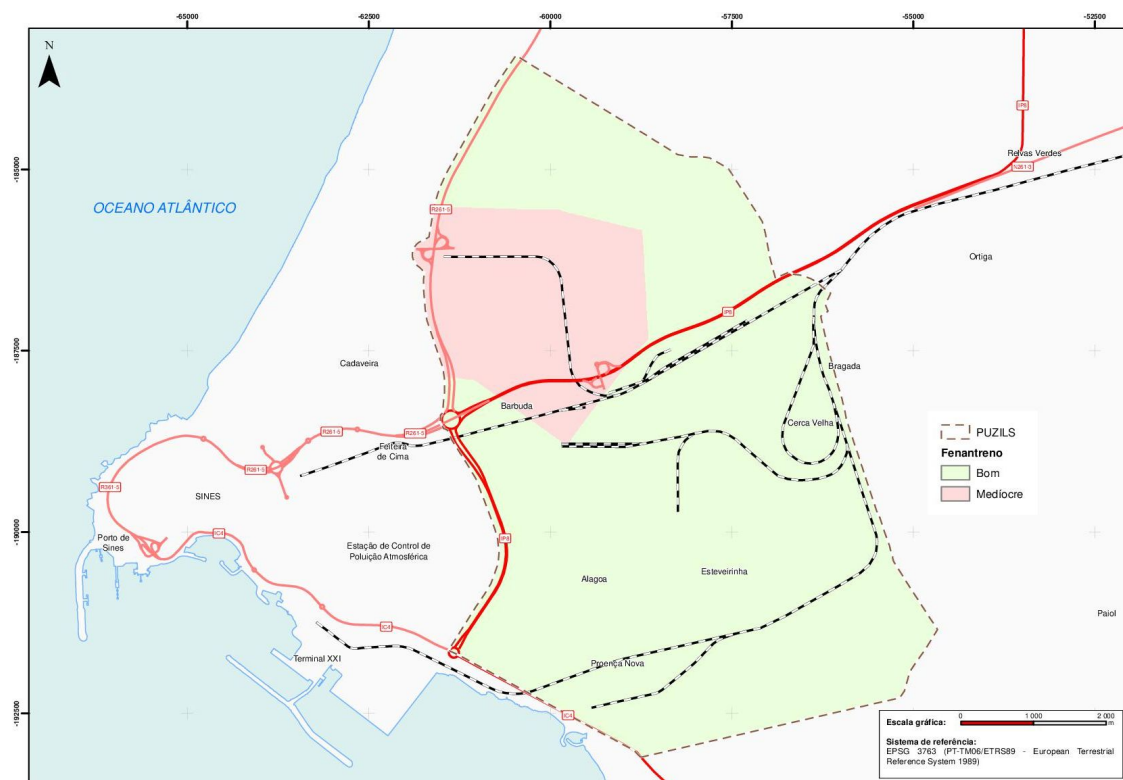 -65000
-62500
-60000
-57500
-55000
-52500
N
IP8
-185000
Relvas Verdes
N261-3
OCEANO ATLÂNTICO
R261-5
Ortiga
IP8
-187500
Cadaveira
Bragada
Barbuda
Cerca Velha
R261-5
R261-5
Feiteira
de Cima
R261-5
R261-5
SINES
PUZILS
Fenantreno
Bom
Medíocre
-190000
IC4
IP8
Porto de
Sines
Estação de Control de
Poluição Atmosférica
Alagoa
Esteveirinha
Paiol
IC4
Terminal XXI
Proença Nova
-192500
IC4
Escala gráfica:
0
1 000
2 000
m
Sistema de referência:
EPSG 3763 (PT-TM06/ETRS89 - European Terrestrial
Reference System 1989)